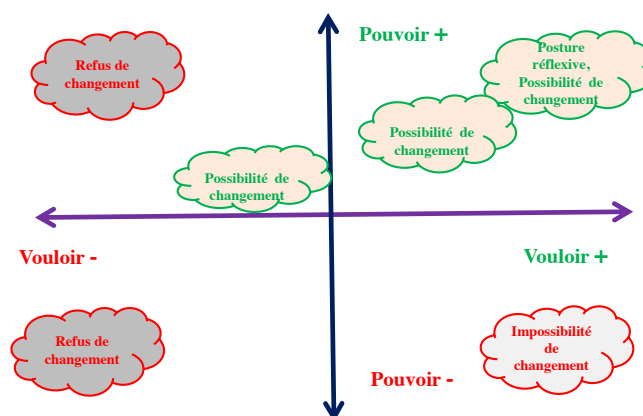 Pouvoir +
Refus de
changement
Posture
réflexive,
Possibilité de
changement
Possibilité de
changement
Possibilité de
changement
Vouloir -
Vouloir +
Refus de
changement
Impossibilité
de
changement
Pouvoir -